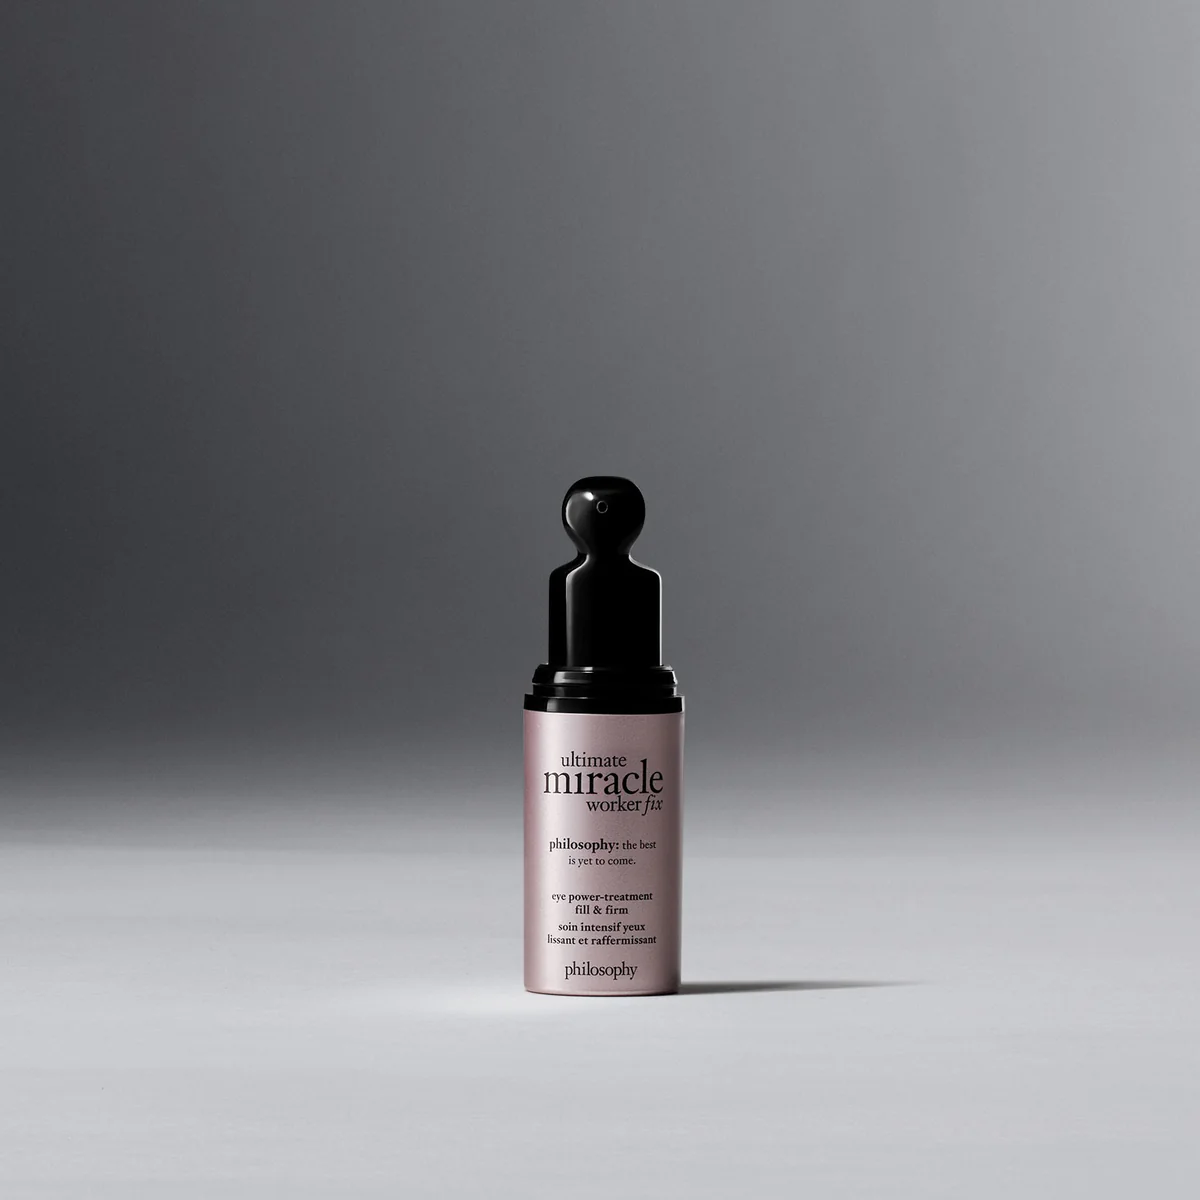 ultimate
miracle
worker fix
philosophy: the best
is yet to come.
eye power-treatment
fill & firm
soin intensif yeux
lissant et raffermissant
philosophy